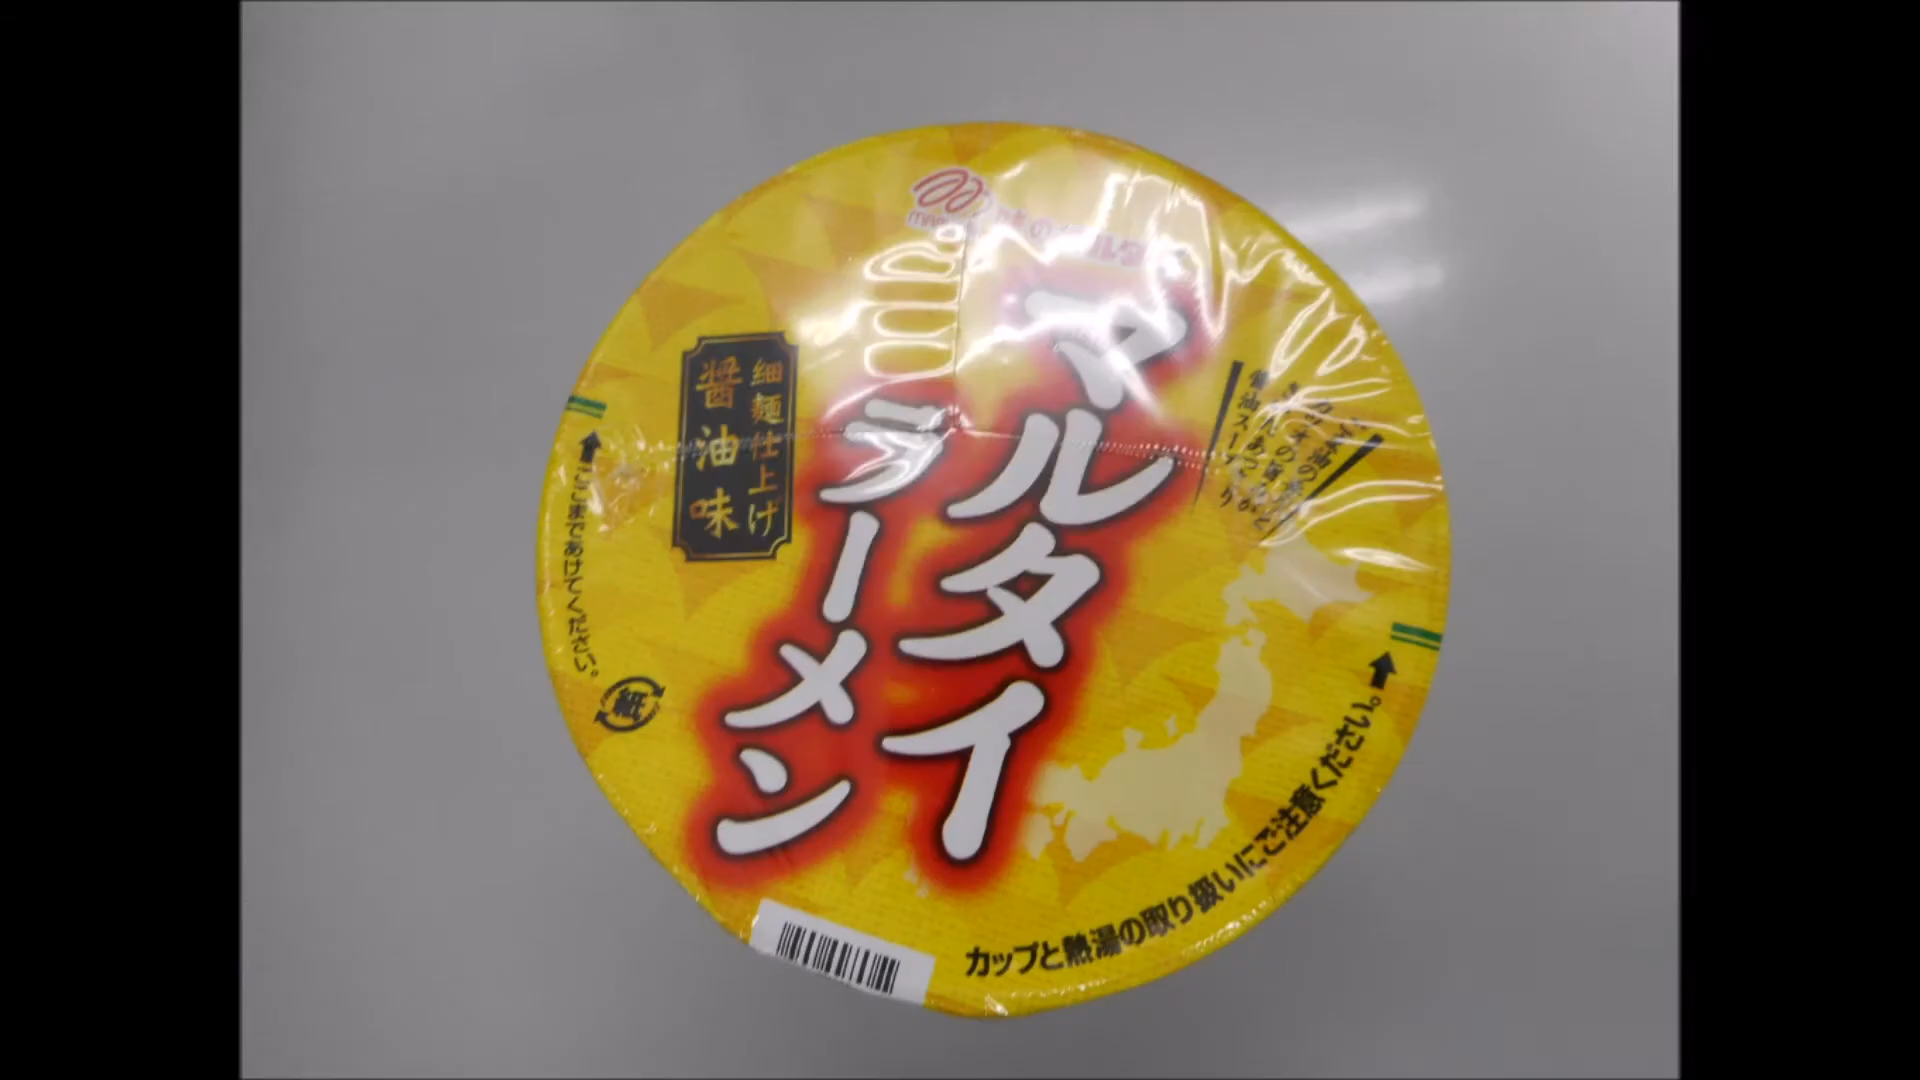 マルタイ
ラーメン
細麺仕上げ
醤油味
ここまであけてください。
紙
カップと熱湯の取り扱いにご注意ください。